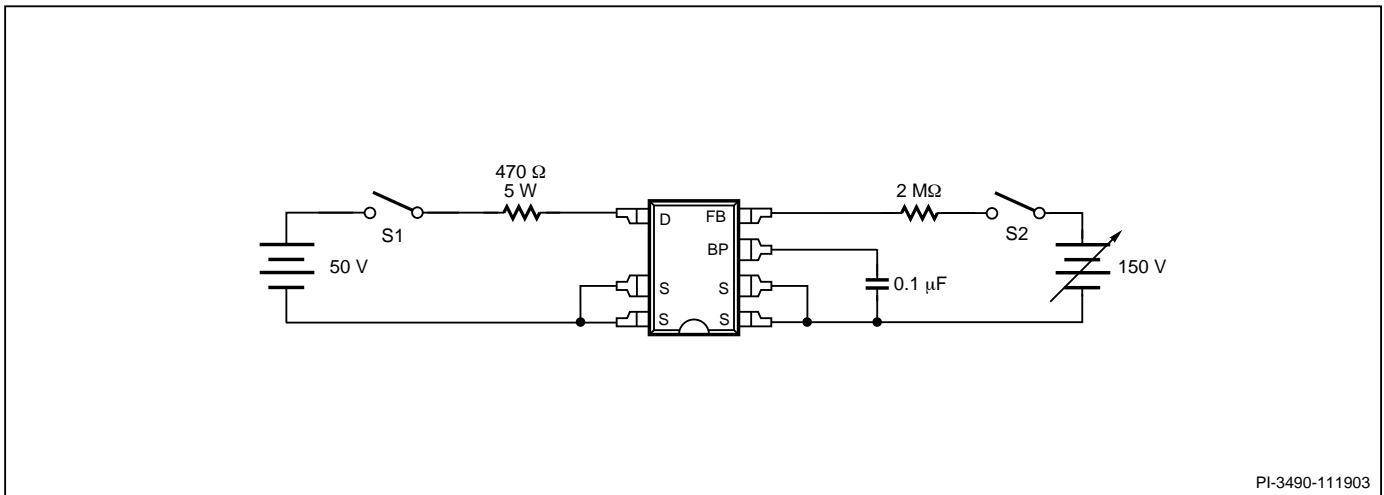 470 Ω
5 W
2 MΩ
S1
D
FB
S2
BP
50 V
150 V
S
S
0.1 µF
S
S
PI-3490-111903